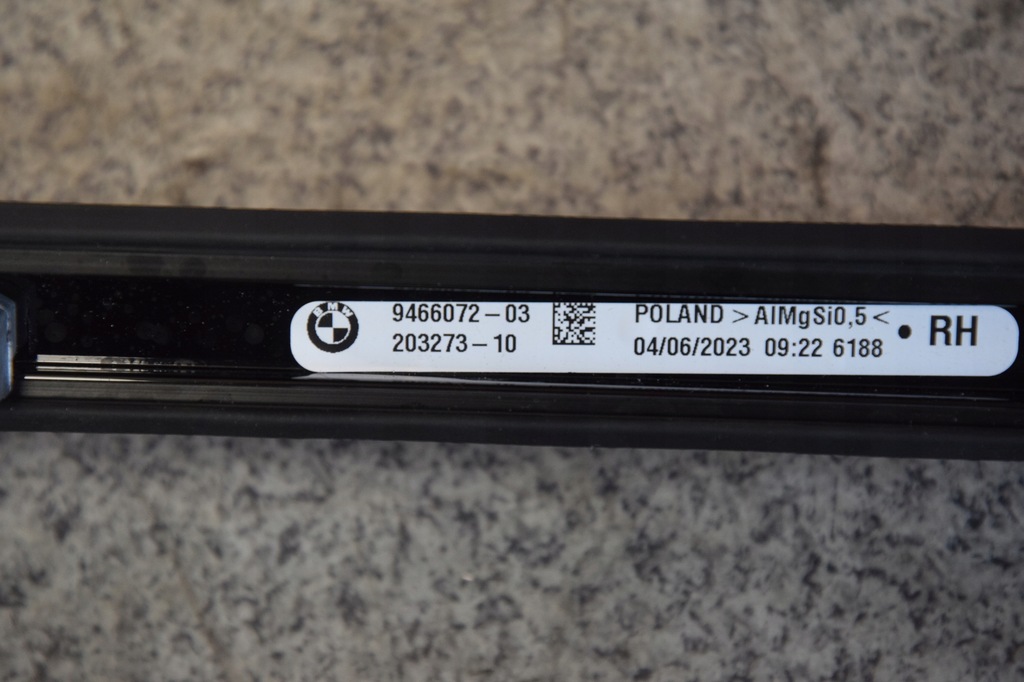 BMW
9466072-03
203273-10
POLAND >AlMgSi0,5<
04/06/2023 09:22 6188
• RH